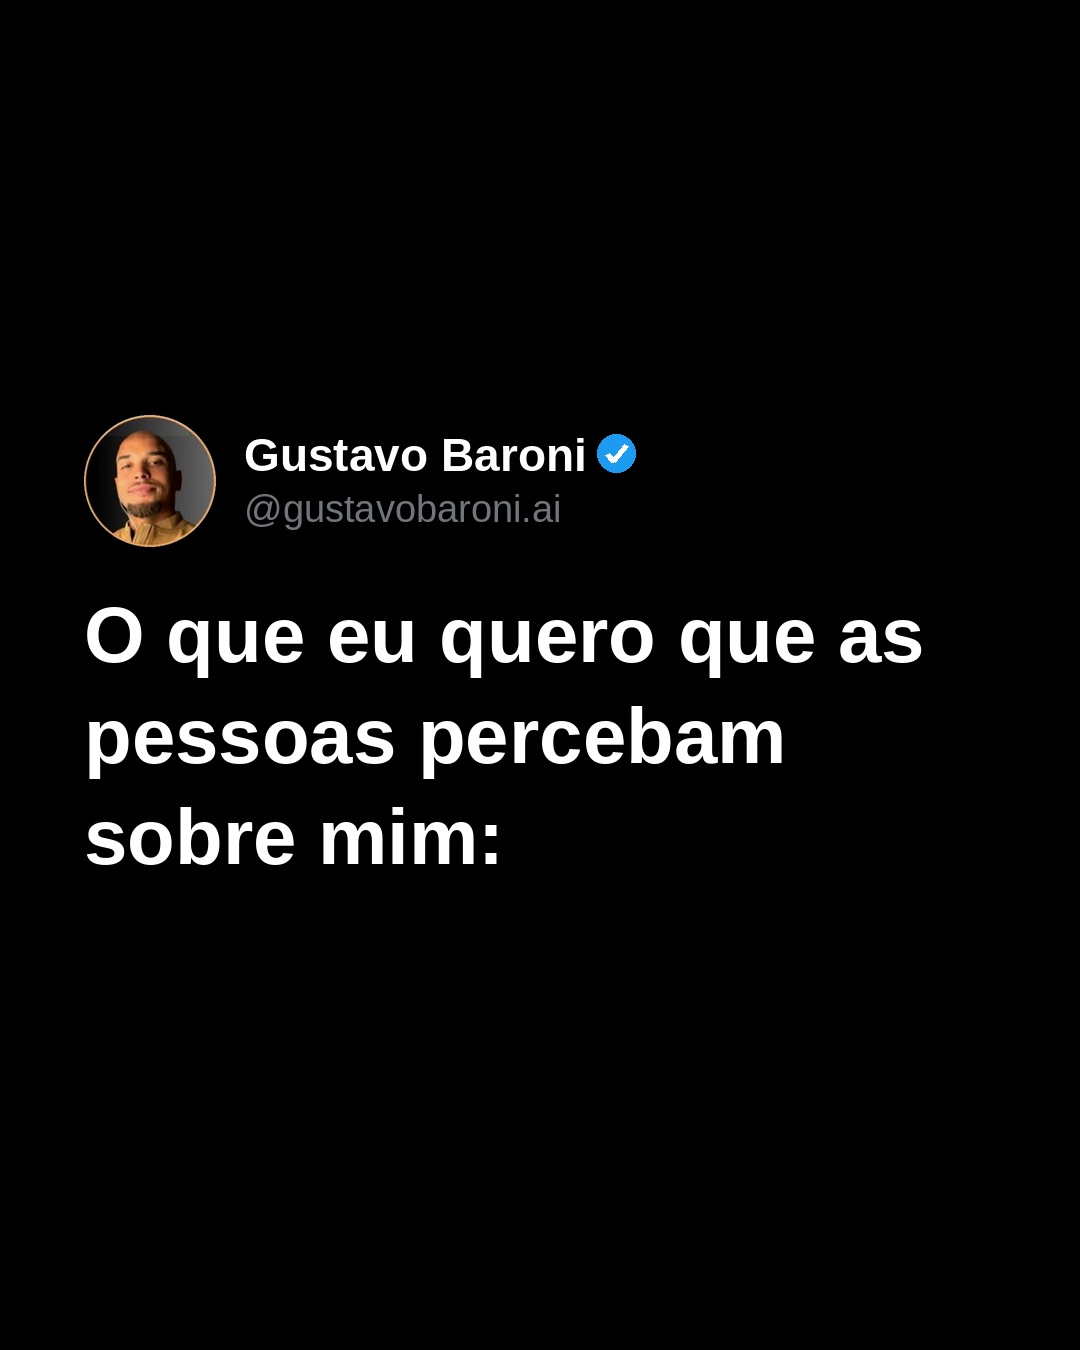 Gustavo Baroni
@gustavobaroni.ai
O que eu quero que as
pessoas percebam
sobre mim: